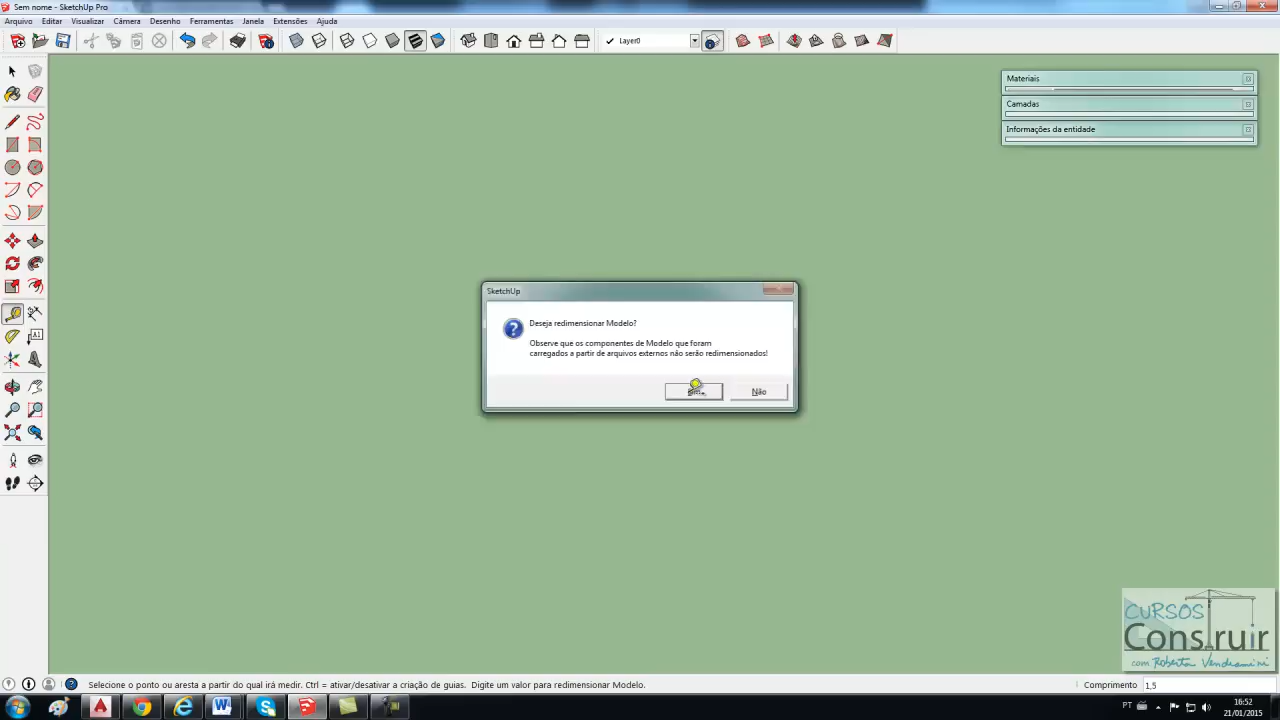 Sem nome - SketchUp Pro
Arquivo Editar Visualizar Câmera Desenho Ferramentas Janela Extensões Ajuda
Layer0
Materiais
Camadas
Informações da entidade
SketchUp
Deseja redimensionar Modelo?
Observe que os componentes de Modelo que foram
carregados a partir de arquivos externos não serão redimensionados!
Não
CURSOS
Construir
com Roberta Vendramini
Selecione o ponto ou aresta a partir do qual irá medir. Ctrl = ativar/desativar a criação de guias. Digite um valor para redimensionar Modelo.
Comprimento 1,5
PT
16:52
21/01/2015